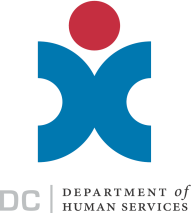 DC | DEPARTMENT of
HUMAN SERVICES